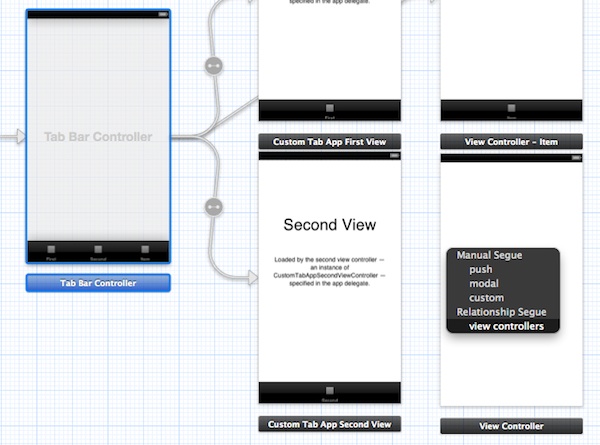 specified in the app delegate.
Tab Bar Controller
First
Second
Item
Tab Bar Controller
First
Custom Tab App First View
Item
View Controller – Item
Second View
Loaded by the second view controller —
an instance of
CustomTabAppSecondViewController —
specified in the app delegate.
Second
Custom Tab App Second View
Manual Segue
push
modal
custom
Relationship Segue
view controllers
View Controller